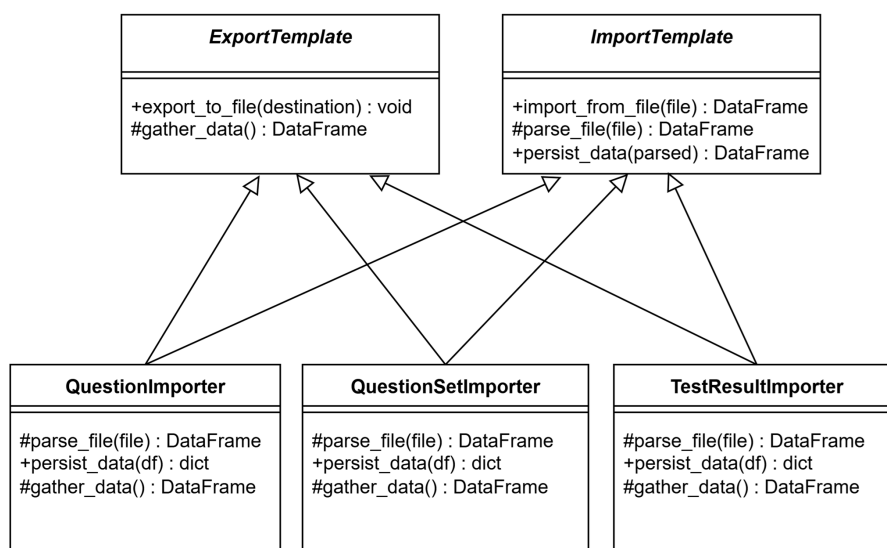 ExportTemplate
+export_to_file(destination) : void
#gather_data() : DataFrame
ImportTemplate
+import_from_file(file) : DataFrame
#parse_file(file) : DataFrame
+persist_data(parsed) : DataFrame
QuestionImporter
#parse_file(file) : DataFrame
+persist_data(df) : dict
#gather_data() : DataFrame
QuestionSetImporter
#parse_file(file) : DataFrame
+persist_data(df) : dict
#gather_data() : DataFrame
TestResultImporter
#parse_file(file) : DataFrame
+persist_data(df) : dict
#gather_data() : DataFrame